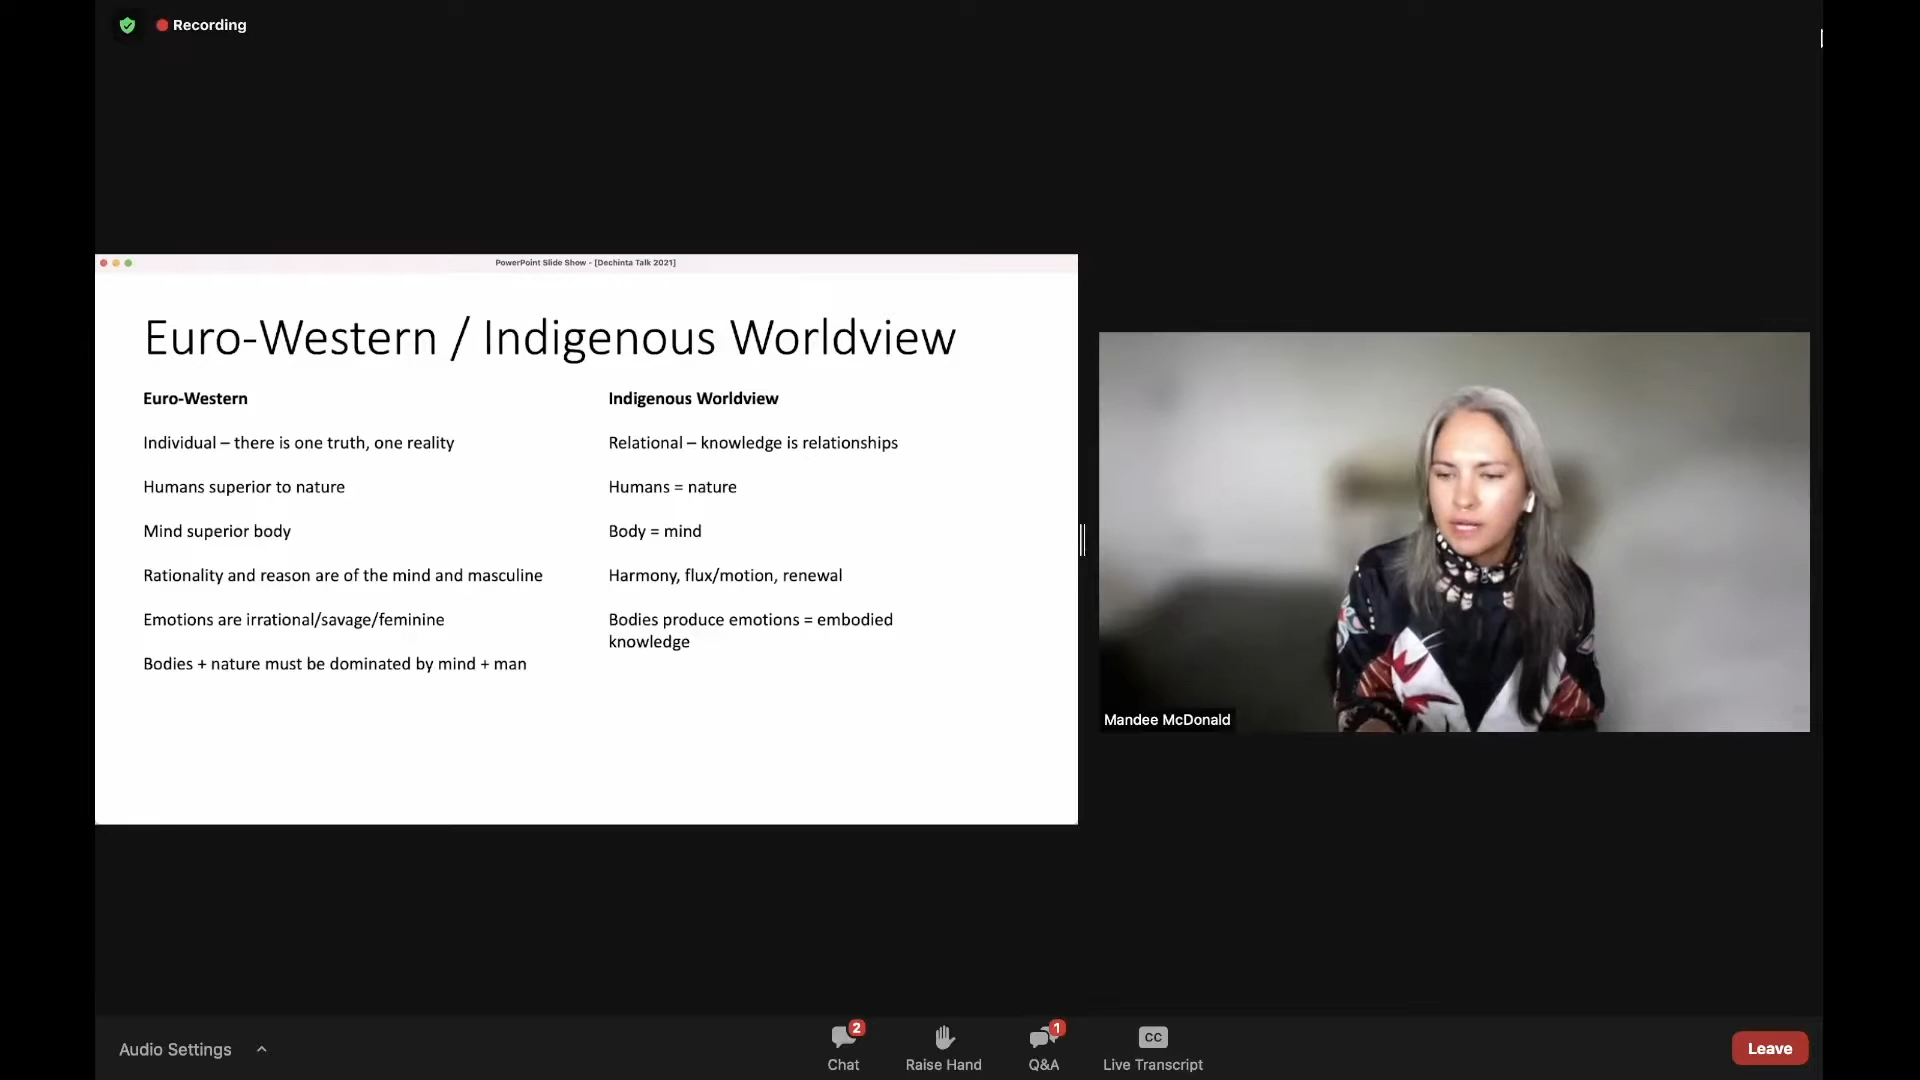 Recording
PowerPoint Slide Show - [Dechinta Talk 2021]
Euro-Western / Indigenous Worldview
Euro-Western
Individual – there is one truth, one reality
Humans superior to nature
Mind superior body
Rationality and reason are of the mind and masculine
Emotions are irrational/savage/feminine
Bodies + nature must be dominated by mind + man
Indigenous Worldview
Relational – knowledge is relationships
Humans = nature
Body = mind
Harmony, flux/motion, renewal
Bodies produce emotions = embodied
knowledge
Mandee McDonald
Audio Settings
2
Chat
Raise Hand
1
Q&A
CC
Live Transcript
Leave